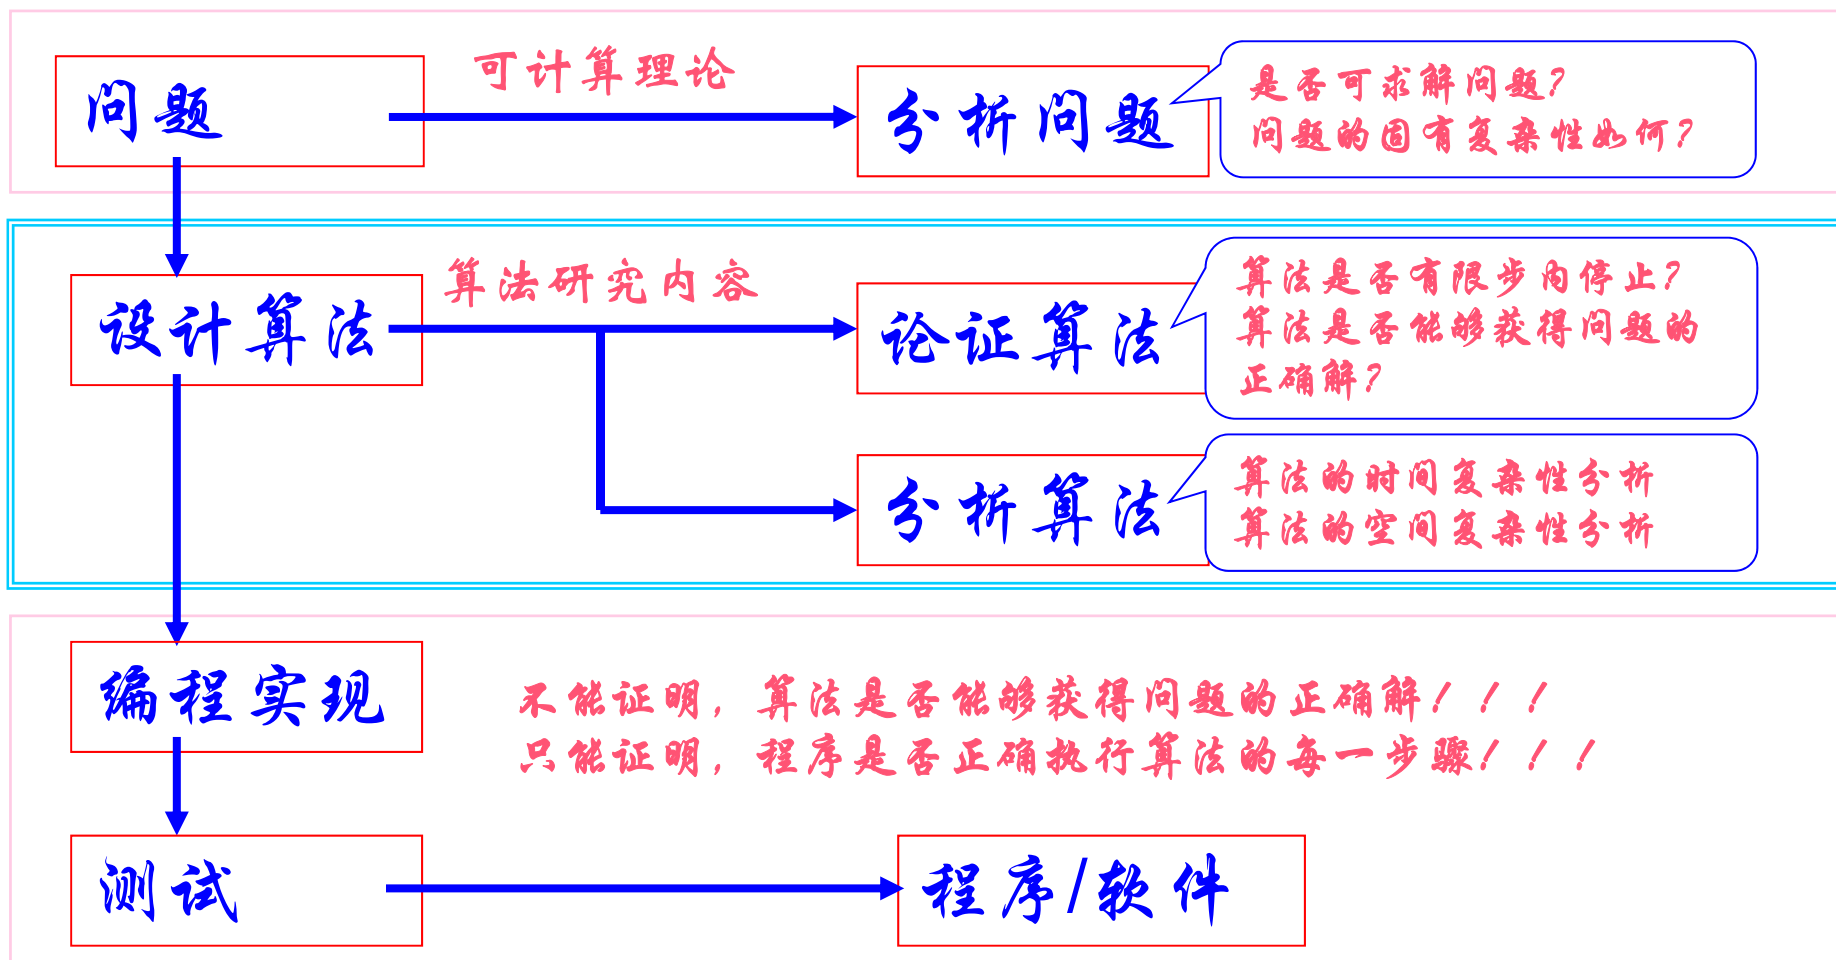 问题
可计算理论
分析问题
是否可求解问题？
问题的固有复杂性如何？
设计算法
算法研究内容
论证算法
算法是否有限步内停止？
算法是否能够获得问题的
正确解？
分析算法
算法的时间复杂性分析
算法的空间复杂性分析
编程实现
不能证明，算法是否能够获得问题的正确解！！！
只能证明，程序是否正确执行算法的每一步骤！！！
测试
程序/软件